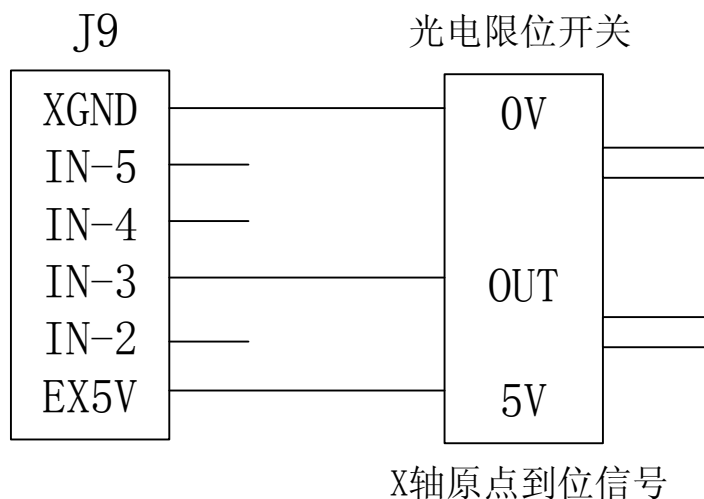 J9
光电限位开关
XGND
IN-5
IN-4
IN-3
IN-2
EX5V
0V
OUT
5V
X轴原点到位信号